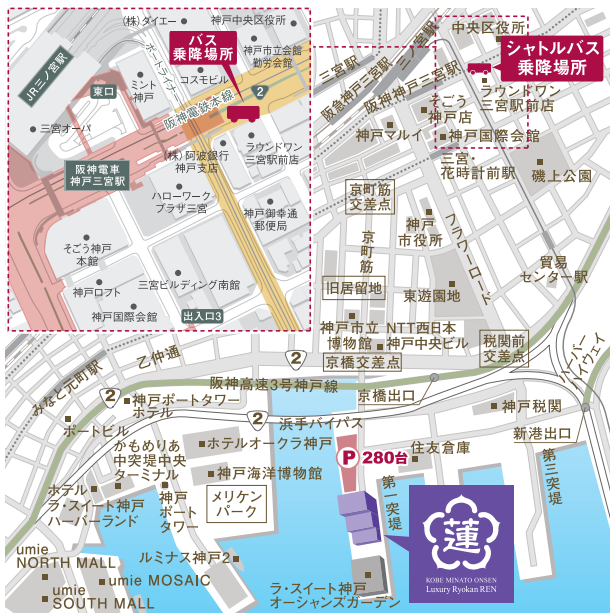 (株)ダイエー
神戸中央区役所
JR三ノ宮駅
東口
ミント
神戸
ポートライナー
コスモビル
神戸市立会館
勤労会館
バス
乗降場所
2
阪神電鉄本線
三宮オーパ
阪神電車
神戸三宮駅
(株)阿波銀行
神戸支店
ラウンドワン
三宮駅前店
ハローワーク
プラザ三宮
神戸御幸通
郵便局
そごう神戸
本館
神戸ロフト
三宮ビルディング南館
神戸国際会館
出入口3
中央区役所
シャトルバス
乗降場所
三宮駅
三ノ宮駅
阪急神戸三宮駅
阪神神戸三宮駅
ラウンドワン
三宮駅前店
そごう
神戸店
神戸マルイ
神戸国際会館
三宮・
花時計前駅
磯上公園
京町筋
交差点
神戸
市役所
フラワーロード
京町筋
貿易
センター駅
旧居留地
東遊園地
神戸市立
博物館
NTT西日本
神戸中央ビル
税関前
交差点
京橋交差点
乙仲通
2
みなと元町駅
阪神高速3号神戸線
京橋出口
ハーバー
ハイウェイ
2
神戸ポートタワー
ホテル
2
浜手バイパス
神戸税関
新港出口
ポートビル
かもめりあ
中突堤中央
ターミナル
ホテルオークラ神戸
P 280台
住友倉庫
神戸海洋博物館
第一突堤
第三突堤
ホテル
ラ・スイート神戸
ハーバーランド
神戸
ポート
タワー
メリケン
パーク
蓮
KOBE MINATO ONSEN
Luxury Ryokan REN
umie
NORTH MALL
ルミナス神戸2
umie MOSAIC
umie
SOUTH MALL
ラ・スイート神戸
オーシャンズガーデン